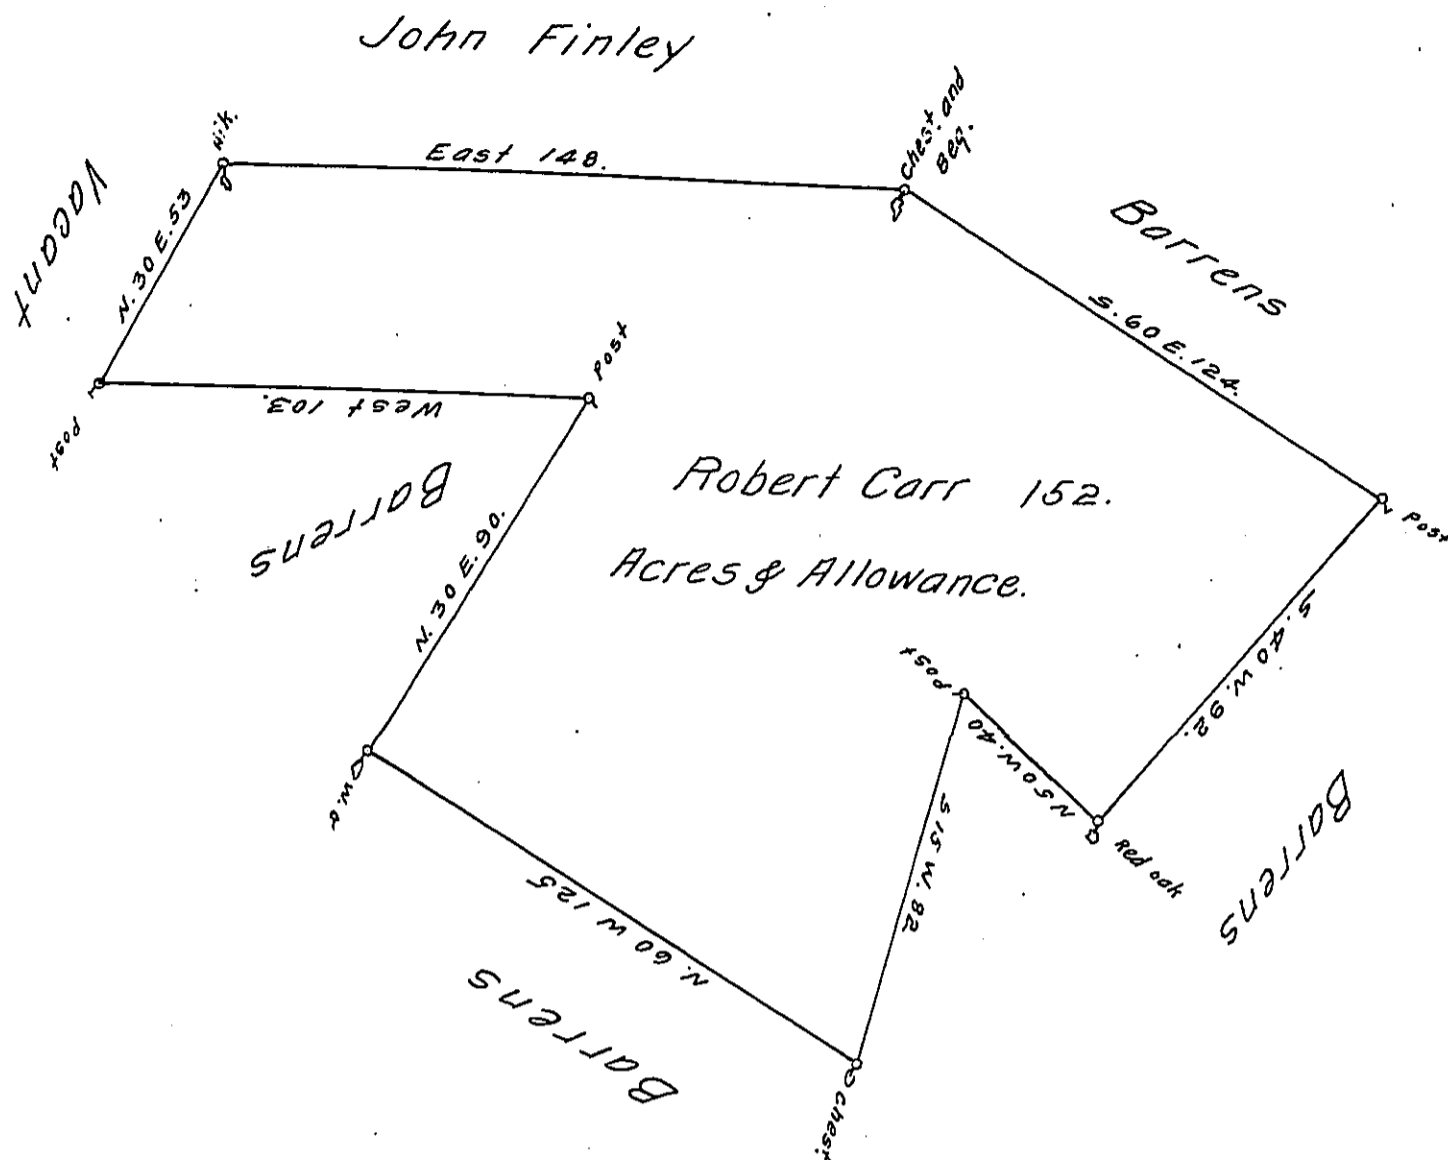 John Finley
Hik.
East 148.
Chest. and
Beg.
Vacant
N. 30 E. 53
Barrens
S. 60 E. 124.
Post
West 103.
Post
Barrens
Robert Carr 152.
Acres & Allowance.
Post
N. 30 E. 90.
S. 40 W. 92.
Post
N 50 W. 40
Red oak
Barrens
W. o
S 15 W. 82
N. 60 W 125
Barrens
Chest